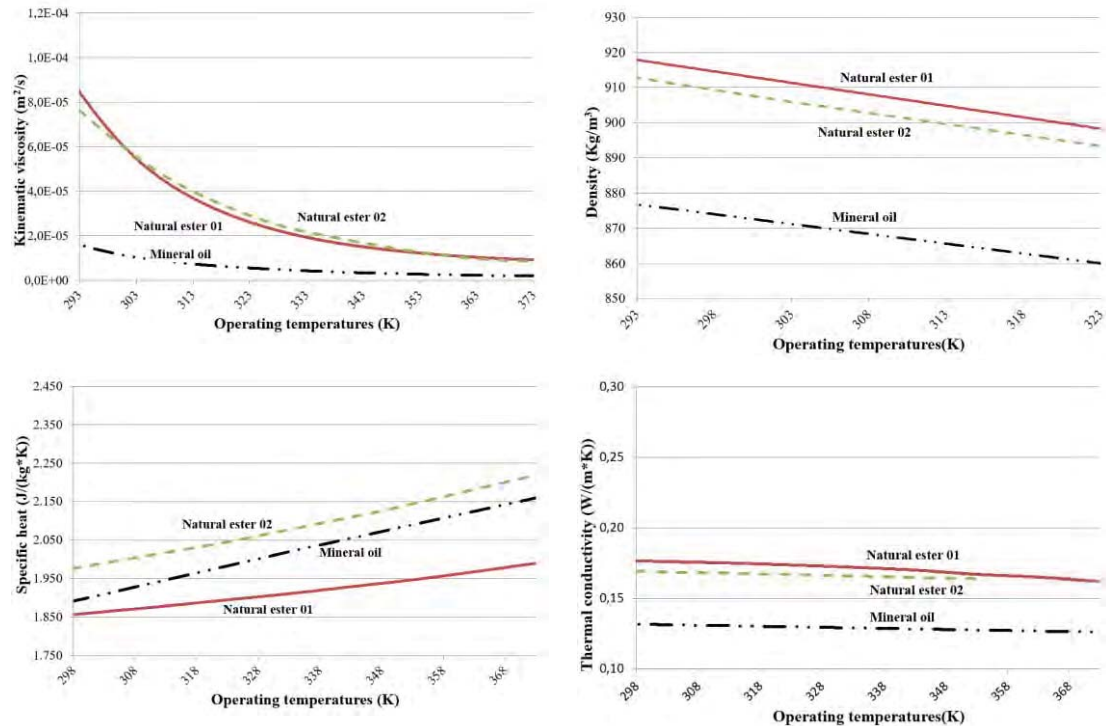 Kinematic viscosity (m²/s)
1,2E-04
1,0E-04
8,0E-05
6,0E-05
4,0E-05
2,0E-05
0,0E+00
Natural ester 01
Natural ester 02
Mineral oil
293
303
313
323
333
343
353
363
373
Operating temperatures (K)
Density (Kg/m³)
930
920
910
900
890
880
870
860
850
Natural ester 01
Natural ester 02
Mineral oil
293
298
303
308
313
318
323
Operating temperatures(K)
Specific heat (J/(kg*K))
2.450
2.350
2.250
2.150
2.050
1.950
1.850
1.750
Natural ester 02
Mineral oil
Natural ester 01
298
308
318
328
338
348
358
368
Operating temperatures (K)
Thermal conductivity (W/(m*K))
0,30
0,25
0,20
0,15
0,10
Natural ester 01
Natural ester 02
Mineral oil
298
308
318
328
338
348
358
368
Operating temperatures(K)